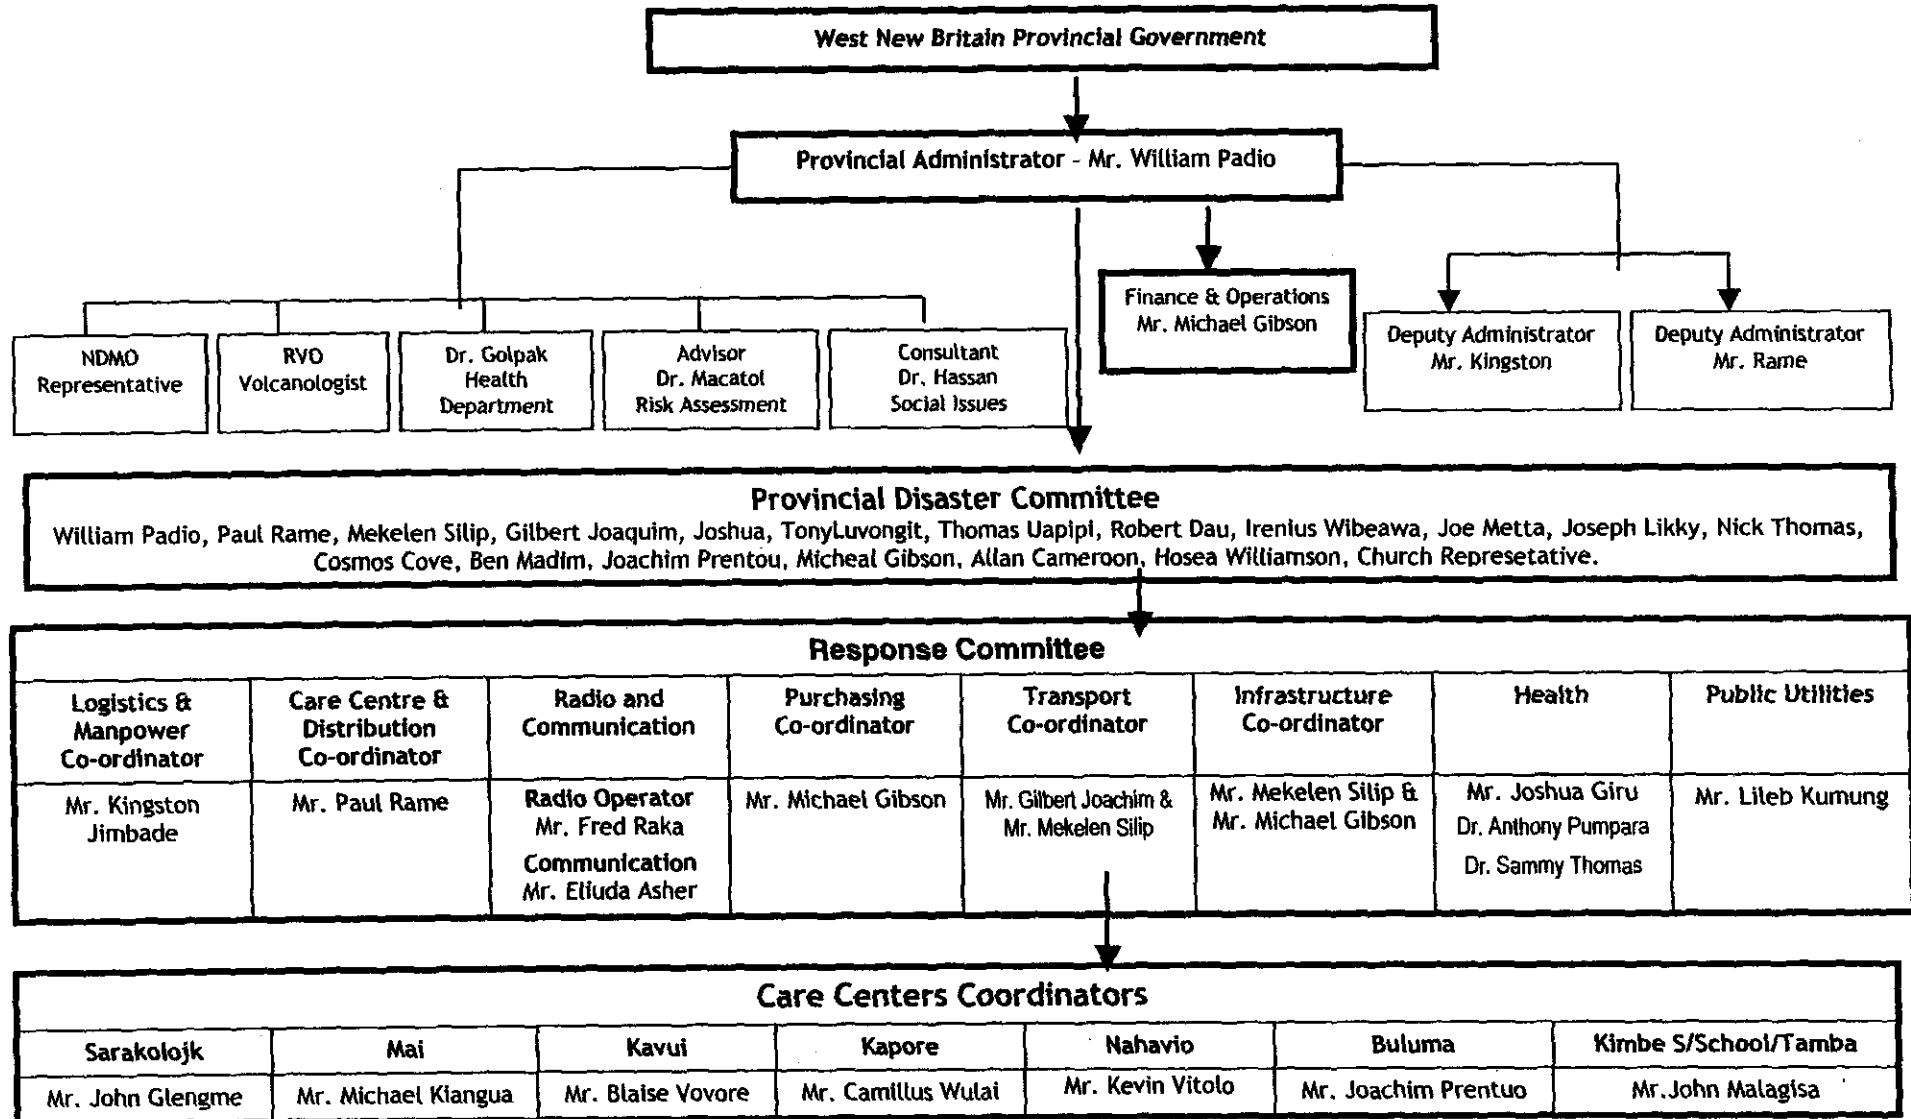 West New Britain Provincial Government
Provincial Administrator - Mr. William Padio
Finance & Operations
Mr. Michael Gibson
NDMO
Representative
RVO
Volcanologist
Dr. Golpak
Health
Department
Advisor
Dr. Macatol
Risk Assessment
Consultant
Dr. Hassan
Social Issues
Deputy Administrator
Mr. Kingston
Deputy Administrator
Mr. Rame
Provincial Disaster Committee
William Padio, Paul Rame, Mekelen Silip, Gilbert Joaquim, Joshua, TonyLuvongit, Thomas Uapipi, Robert Dau, Irenius Wibeawa, Joe Metta, Joseph Likky, Nick Thomas,
Cosmos Cove, Ben Madim, Joachim Prentou, Micheal Gibson, Allan Cameroon, Hosea Williamson, Church Represetative.
Response Committee
Logistics &
Manpower
Co-ordinator
Care Centre &
Distribution
Co-ordinator
Radio and
Communication
Purchasing
Co-ordinator
Transport
Co-ordinator
Infrastructure
Co-ordinator
Health
Public Utilities
Mr. Kingston
Jimbade
Mr. Paul Rame
Radio Operator
Mr. Fred Raka
Communication
Mr. Eliuda Asher
Mr. Michael Gibson
Mr. Gilbert Joachim &
Mr. Mekelen Silip
Mr. Mekelen Silip &
Mr. Michael Gibson
Mr. Joshua Giru
Dr. Anthony Pumpara
Dr. Sammy Thomas
Mr. Lileb Kumung
Care Centers Coordinators
Sarakolojk
Mai
Kavui
Kapore
Nahavio
Buluma
Kimbe S/School/Tamba
Mr. John Glengme
Mr. Michael Kiangua
Mr. Blaise Vovore
Mr. Camillus Wulai
Mr. Kevin Vitolo
Mr. Joachim Prentuo
Mr.John Malagisa